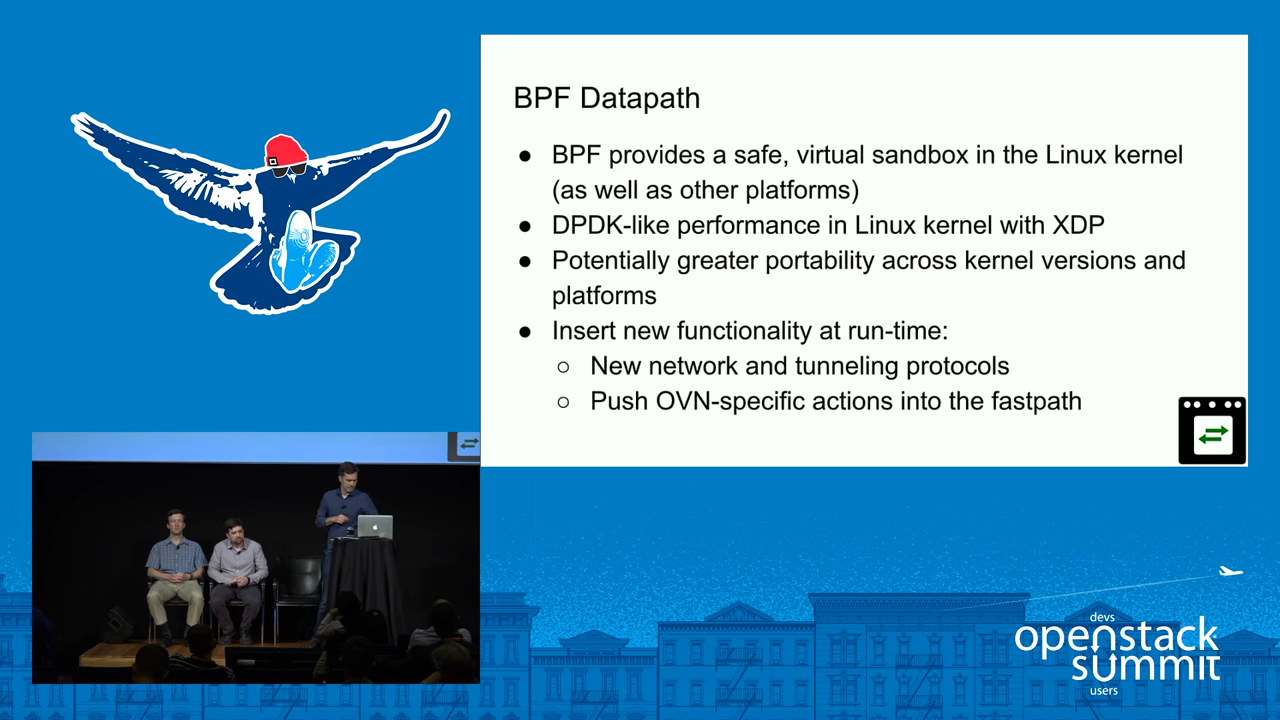 BPF Datapath
● BPF provides a safe, virtual sandbox in the Linux kernel
(as well as other platforms)
● DPDK-like performance in Linux kernel with XDP
● Potentially greater portability across kernel versions and
platforms
● Insert new functionality at run-time:
○ New network and tunneling protocols
○ Push OVN-specific actions into the fastpath
devs
openstack
summit
users